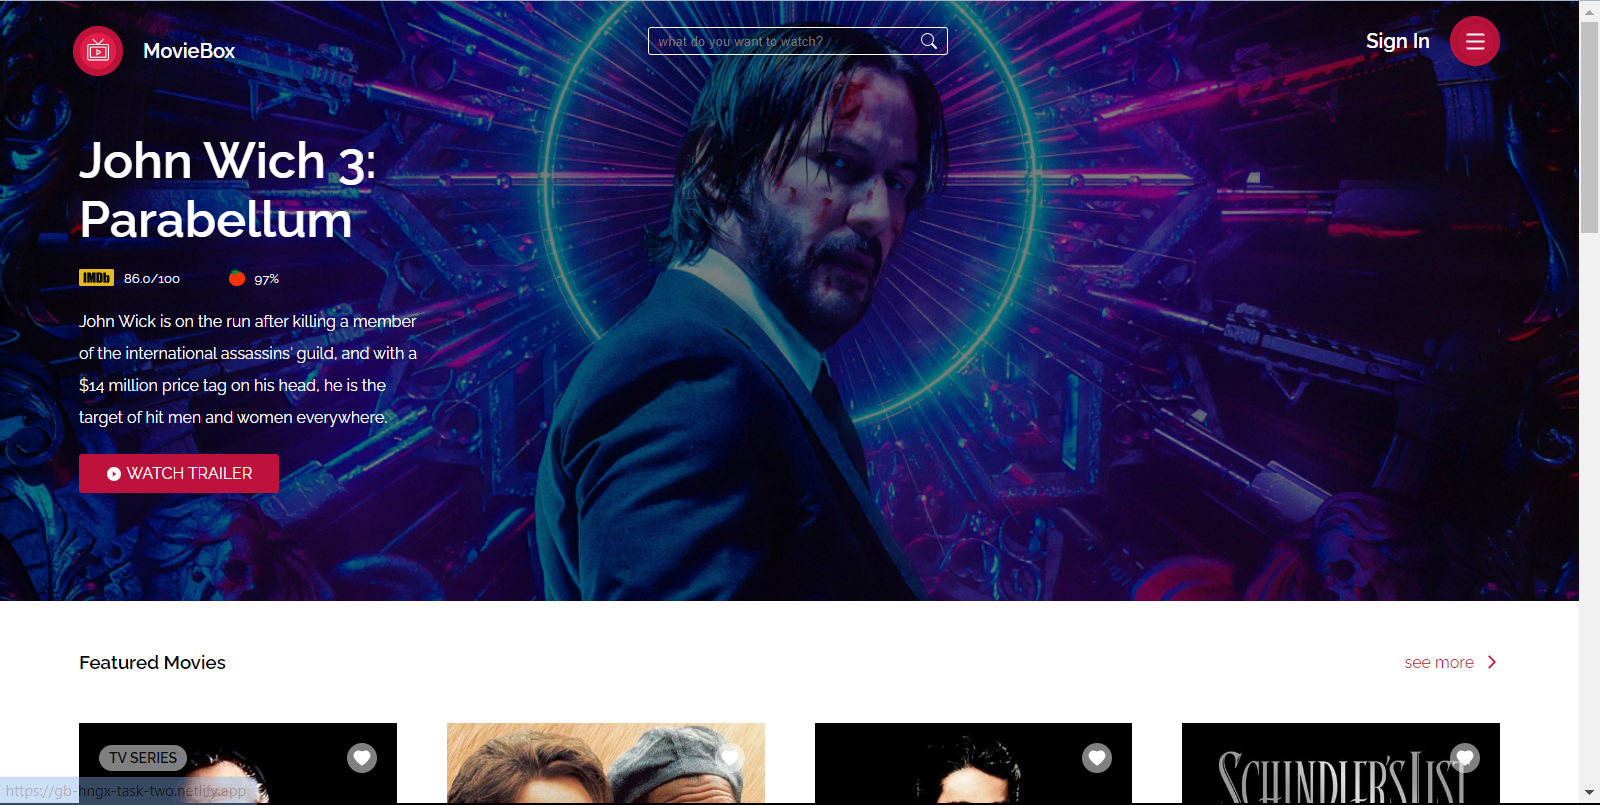 MovieBox
what do you want to watch?
Sign In
John Wich 3:
Parabellum
IMDb 86.0/100 97%
John Wick is on the run after killing a member
of the international assassins' guild, and with a
$14 million price tag on his head, he is the
target of hit men and women everywhere.
WATCH TRAILER
Featured Movies
see more
TV SERIES
SCHINDLER'S LIST
https://gb-hngx-task-two.netlify.app